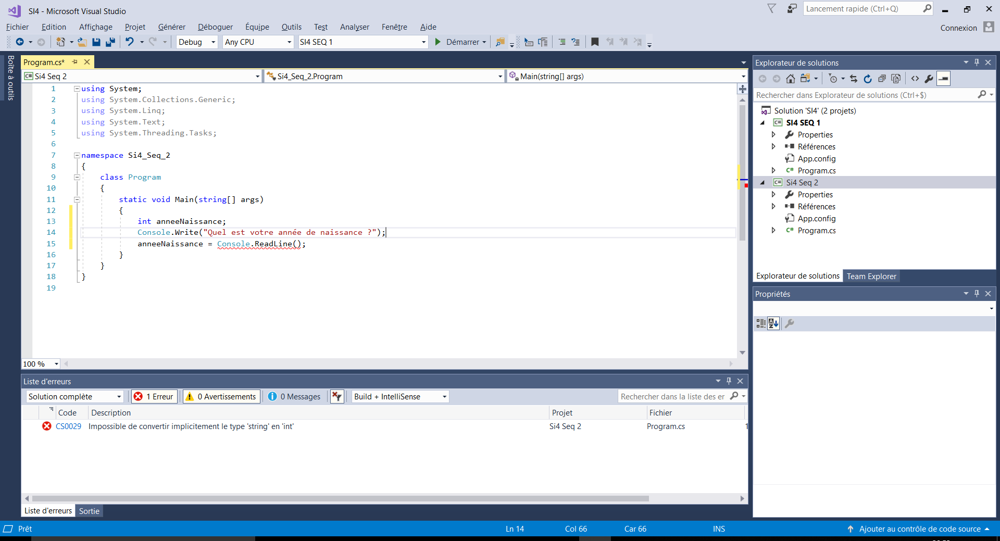 SI4 - Microsoft Visual Studio
Lancement rapide (Ctrl+Q)
Fichier Edition Affichage Projet Générer Déboguer Équipe Outils Test Analyser Fenêtre Aide
Connexion
Debug Any CPU SI4 SEQ 1 Démarrer
Boîte à outils
Program.cs*
C# Si4 Seq 2 Si4_Seq_2.Program Main(string[] args)
1 using System;
2 using System.Collections.Generic;
3 using System.Linq;
4 using System.Text;
5 using System.Threading.Tasks;
6
7 namespace Si4_Seq_2
8 {
9 class Program
10 {
11 static void Main(string[] args)
12 {
13 int anneeNaissance;
14 Console.Write("Quel est votre année de naissance ?");
15 anneeNaissance = Console.ReadLine();
16 }
17 }
18 }
19
100 %
Explorateur de solutions
Rechercher dans Explorateur de solutions (Ctrl+$)
Solution 'SI4' (2 projets)
C# SI4 SEQ 1
Properties
Références
App.config
C# Program.cs
C# Si4 Seq 2
Properties
Références
App.config
C# Program.cs
Explorateur de solutions Team Explorer
Propriétés
Liste d'erreurs
Solution complète 1 Erreur 0 Avertissements 0 Messages Build + IntelliSense Rechercher dans la liste des er
Code Description Projet Fichier
CS0029 Impossible de convertir implicitement le type 'string' en 'int' Si4 Seq 2 Program.cs 1
Liste d'erreurs Sortie
Prêt Ln 14 Col 66 Car 66 INS Ajouter au contrôle de code source